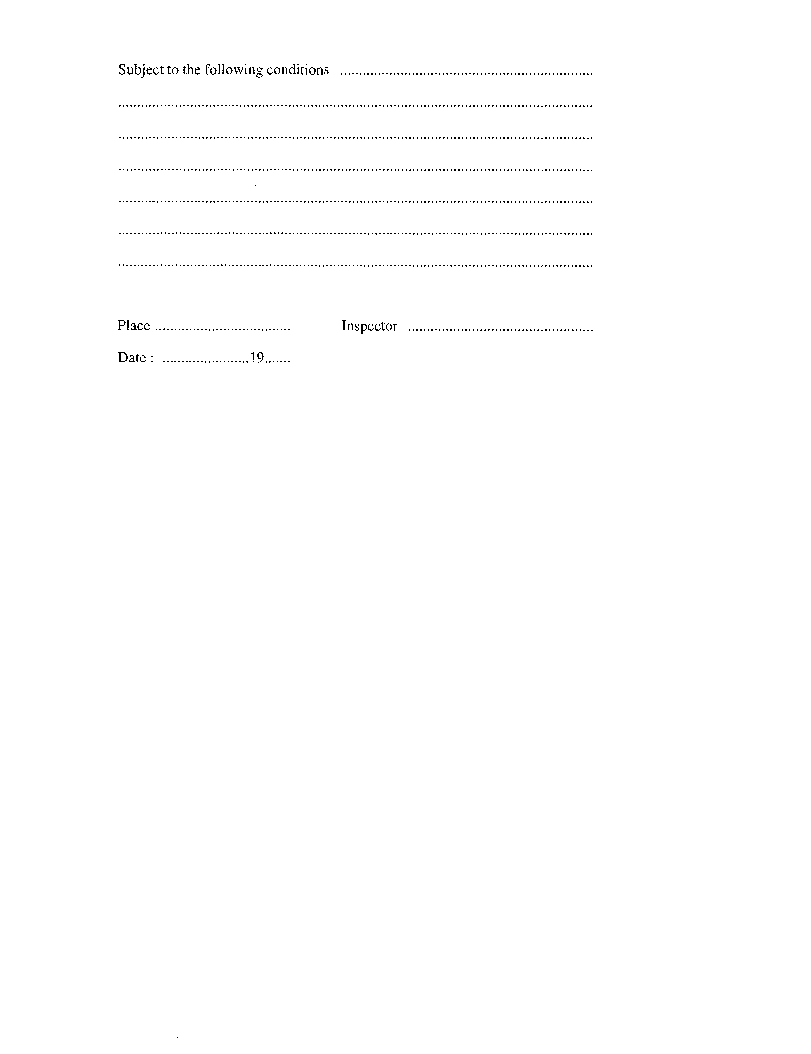 Subject to the following conditions ..................................................................
............................................................................................................................
............................................................................................................................
............................................................................................................................
............................................................................................................................
............................................................................................................................
............................................................................................................................
Place .................................... Inspector .................................................
Date : .......................19.......